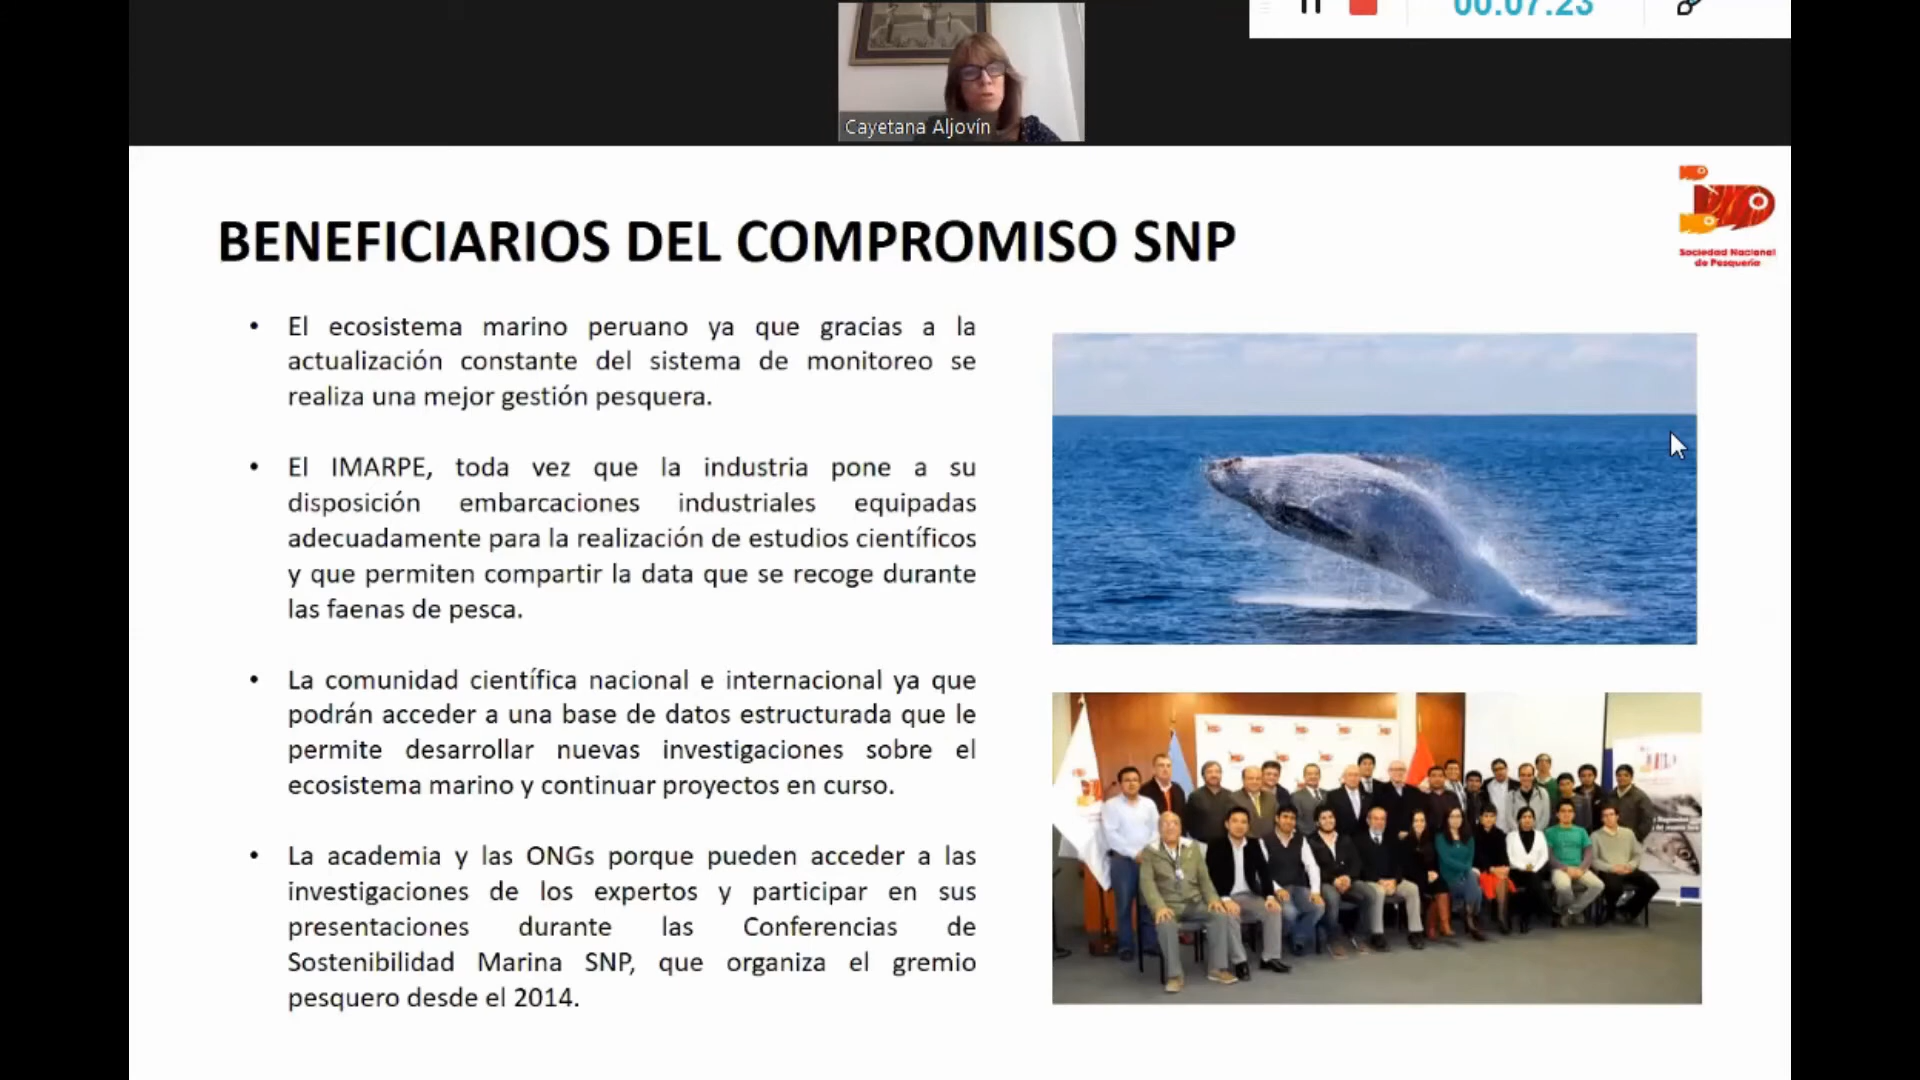 00:07:23
Cayetana Aljovín
Sociedad Nacional
de Pesquería
BENEFICIARIOS DEL COMPROMISO SNP
• El ecosistema marino peruano ya que gracias a la
actualización constante del sistema de monitoreo se
realiza una mejor gestión pesquera.
• El IMARPE, toda vez que la industria pone a su
disposición embarcaciones industriales equipadas
adecuadamente para la realización de estudios científicos
y que permiten compartir la data que se recoge durante
las faenas de pesca.
• La comunidad científica nacional e internacional ya que
podrán acceder a una base de datos estructurada que le
permite desarrollar nuevas investigaciones sobre el
ecosistema marino y continuar proyectos en curso.
• La academia y las ONGs porque pueden acceder a las
investigaciones de los expertos y participar en sus
presentaciones durante las Conferencias de
Sostenibilidad Marina SNP, que organiza el gremio
pesquero desde el 2014.